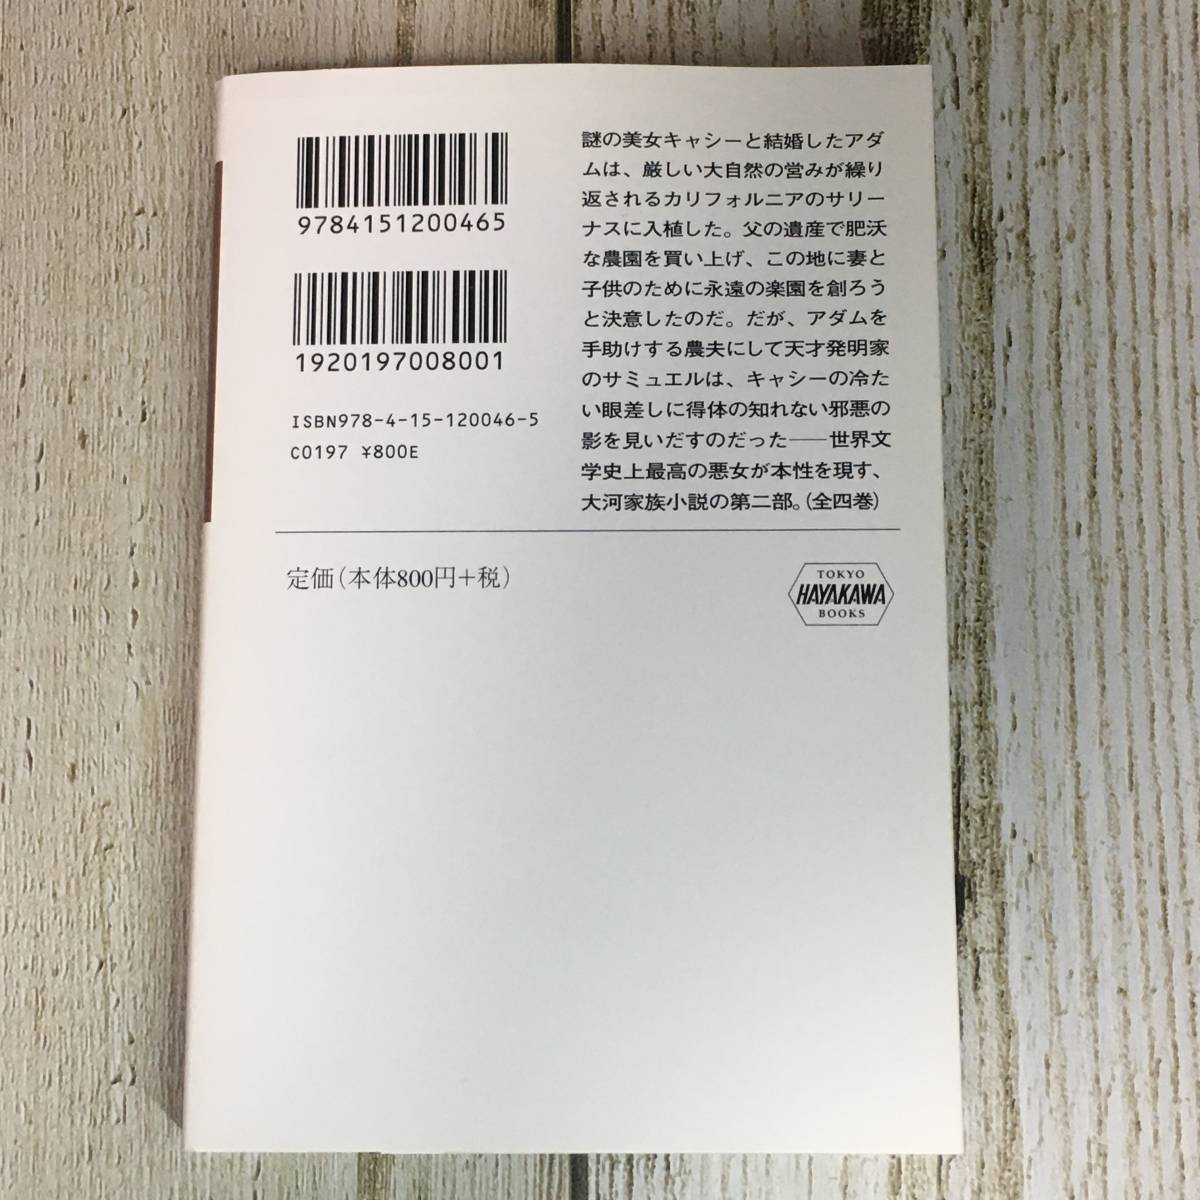 9784151200465
1920197008001
ISBN978-4-15-120046-5
C0197 ¥800E
謎の美女キャシーと結婚したアダ
ムは、厳しい大自然の営みが繰り
返されるカリフォルニアのサリー
ナスに入植した。父の遺産で肥沃
な農園を買い上げ、この地に妻と
子供のために永遠の楽園を創ろう
と決意したのだ。だが、アダムを
手助けする農夫にして天才発明家
のサミュエルは、キャシーの冷た
い眼差しに得体の知れない邪悪の
影を見いだすのだった──世界文
学史上最高の悪女が本性を現す、
大河家族小説の第二部。(全四巻)
定価(本体800円+税)
TOKYO
HAYAKAWA
BOOKS